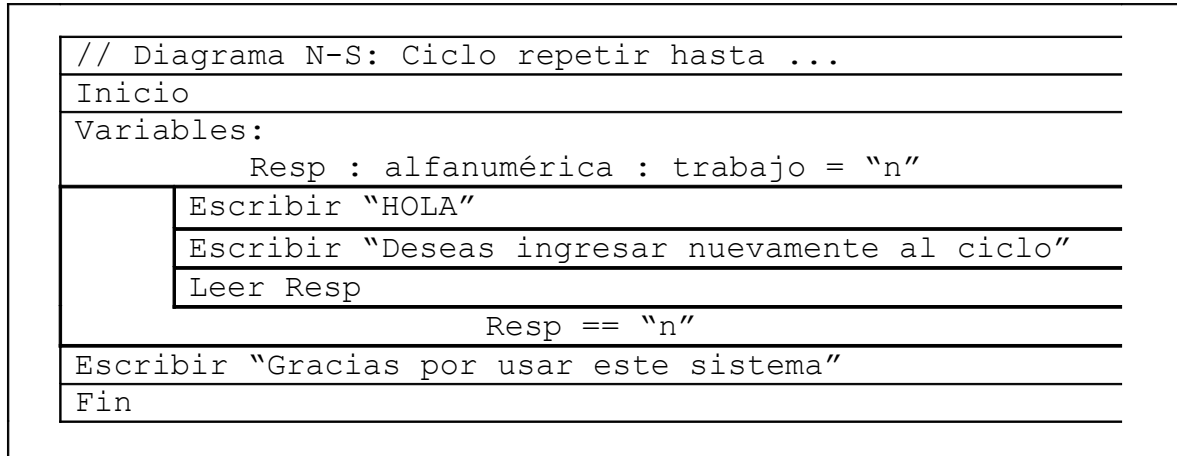 // Diagrama N-S: Ciclo repetir hasta ...
Inicio
Variables:
Resp : alfanumérica : trabajo = “n”
Escribir “HOLA”
Escribir “Deseas ingresar nuevamente al ciclo”
Leer Resp
Resp == “n”
Escribir “Gracias por usar este sistema”
Fin